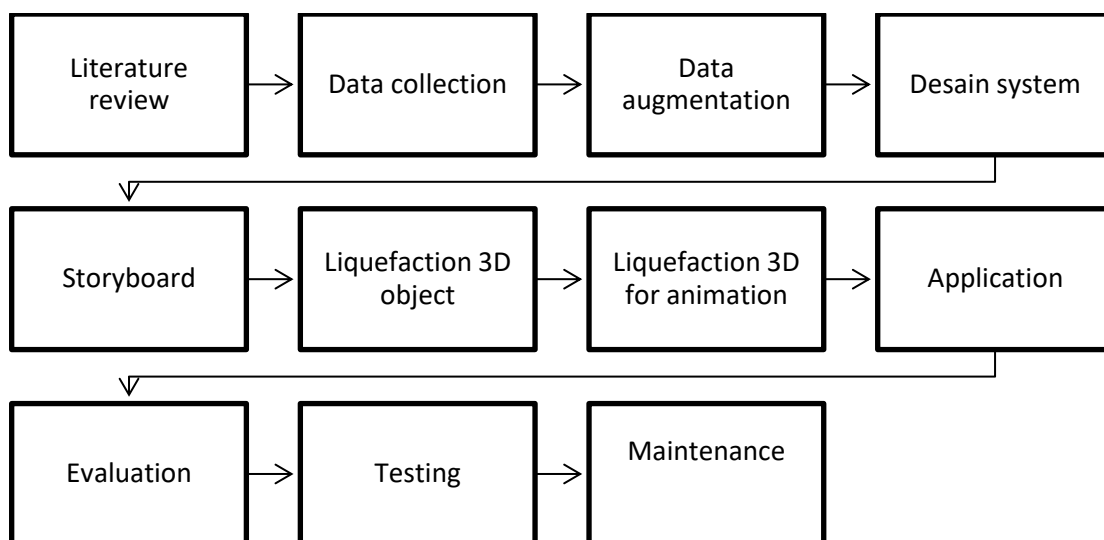 Literature
review
Data collection
Data
augmentation
Desain system
Storyboard
Liquefaction 3D
object
Liquefaction 3D
for animation
Application
Evaluation
Testing
Maintenance